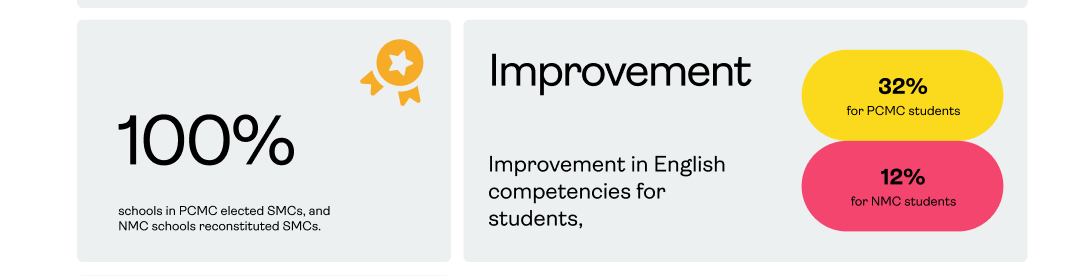 100%
schools in PCMC elected SMCs, and
NMC schools reconstituted SMCs.
Improvement
Improvement in English
competencies for
students,
32%
for PCMC students
12%
for NMC students